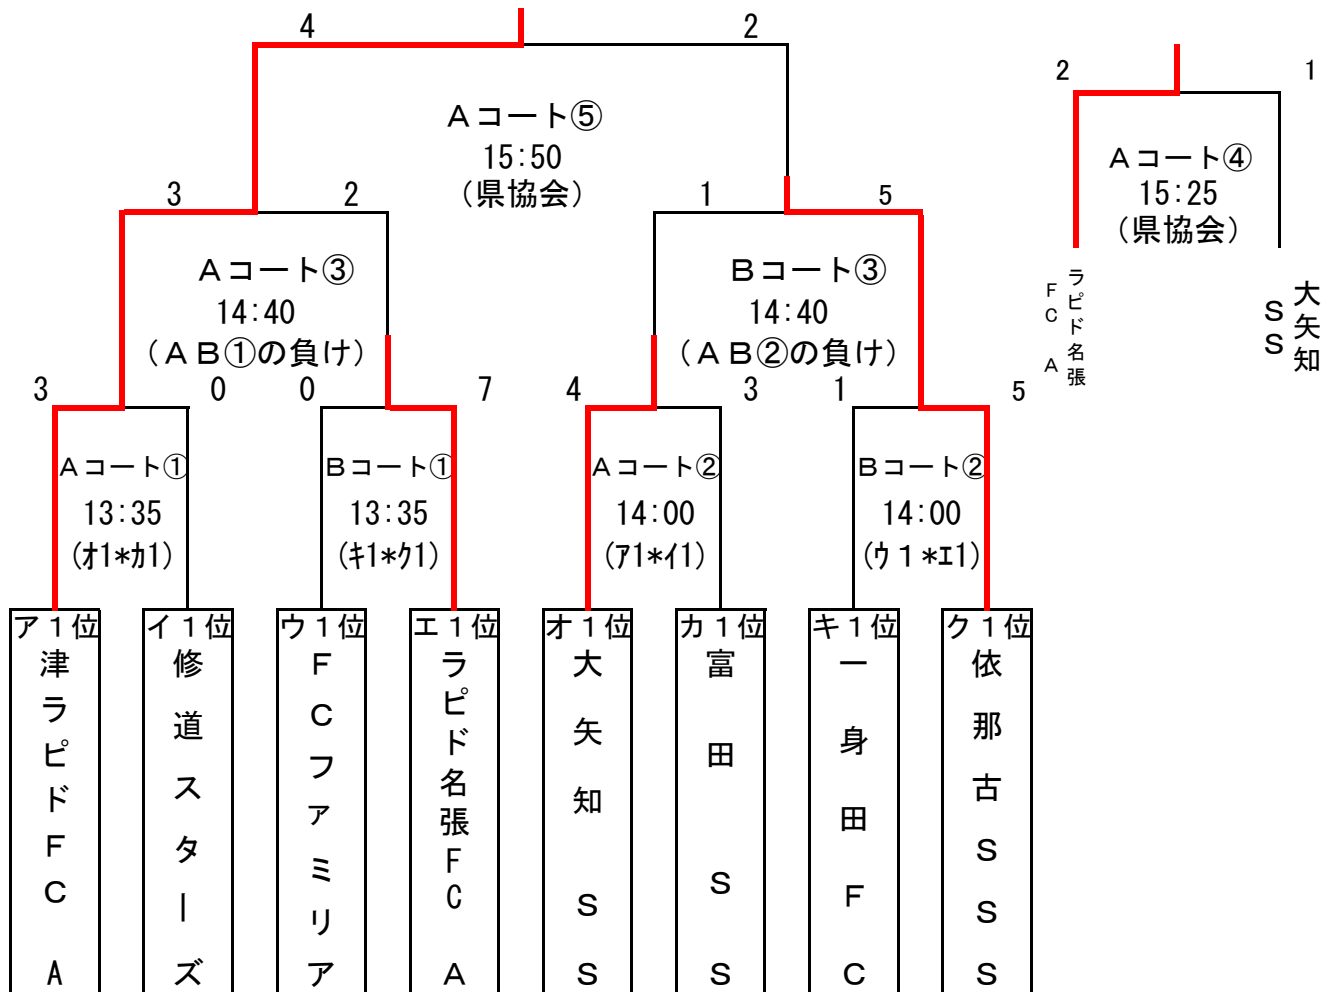 4
2
Aコート⑤
15:50
（県協会）
2
1
Aコート④
15:25
（県協会）
ラピド名張
FC A
大矢知
SS
3
2
1
5
Aコート③
14:40
（AB①の負け）
Bコート③
14:40
（AB②の負け）
3
0
0
7
4
3
1
5
Aコート①
13:35
(ｵ1*ｶ1)
Bコート①
13:35
(ｷ1*ｸ1)
Aコート②
14:00
(ｱ1*ｲ1)
Bコート②
14:00
(ｳ１*ｴ1)
ア１位
津ラピドFC A
イ１位
修道スターズ
ウ１位
FCファミリア
エ１位
ラピド名張FC A
オ１位
大矢知 SS
カ１位
富田 SS
キ１位
一身田FC
ク１位
依那古SSS